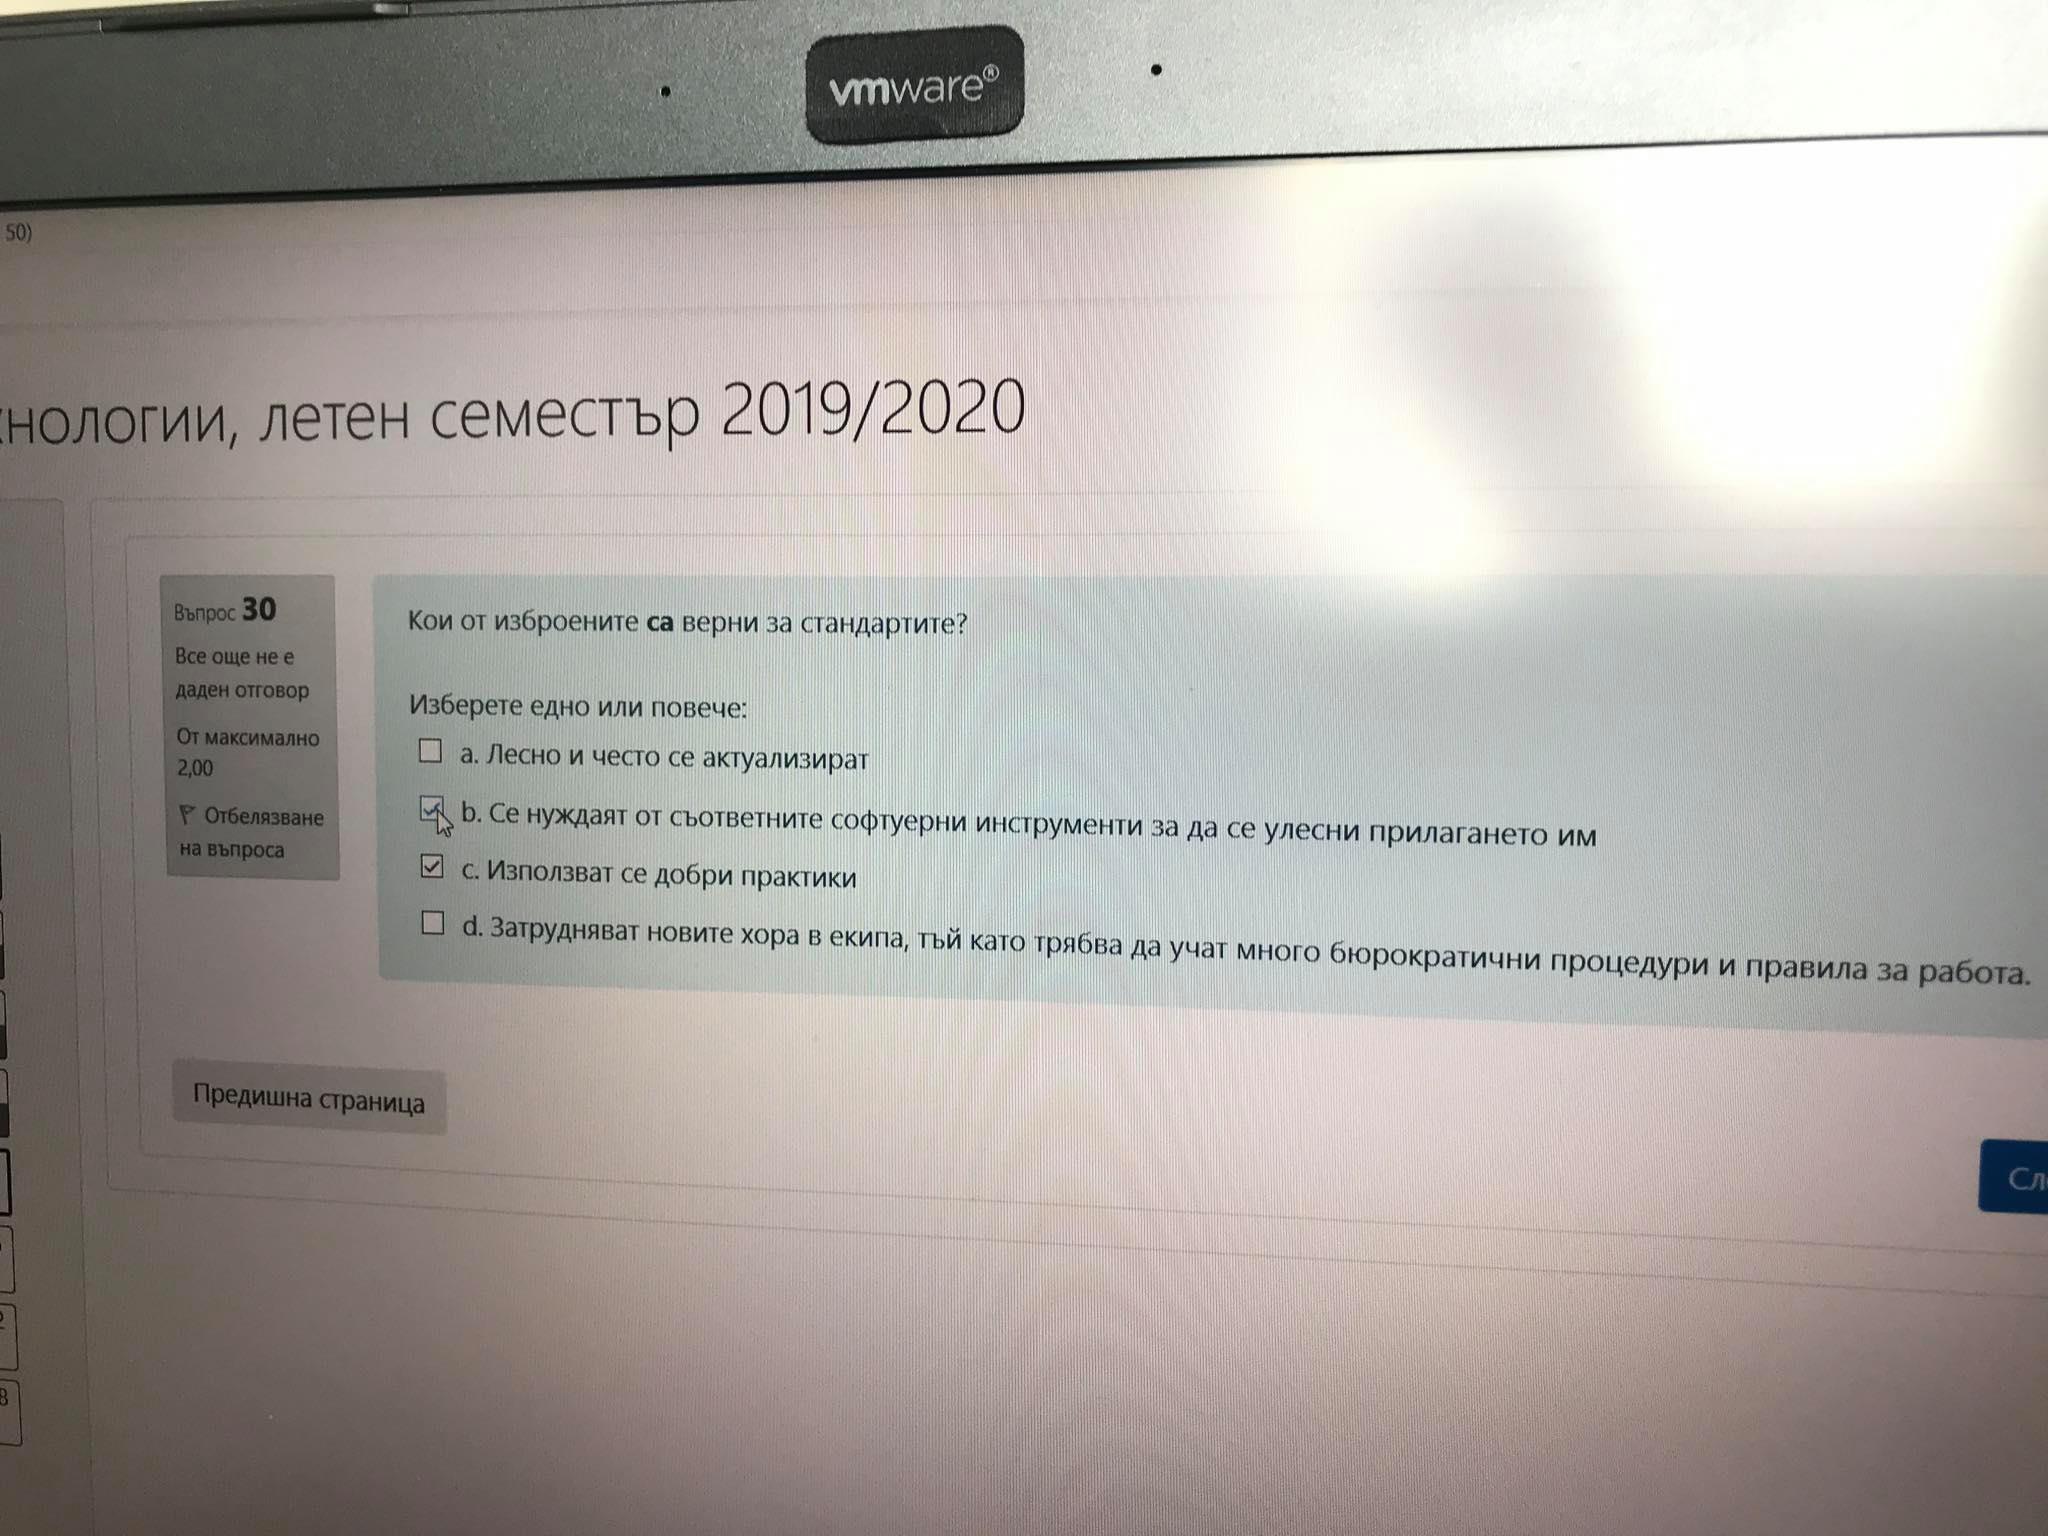 vmware®
50)
хнологии, летен семестър 2019/2020
Въпрос 30
Все още не е
даден отговор
От максимално
2,00
Отбелязване
на въпроса
Кои от изброените са верни за стандартите?
Изберете едно или повече:
a. Лесно и често се актуализират
b. Се нуждаят от съответните софтуерни инструменти за да се улесни прилагането им
c. Използват се добри практики
d. Затрудняват новите хора в екипа, тъй като трябва да учат много бюрократични процедури и правила за работа.
Предишна страница
Сл
2
8